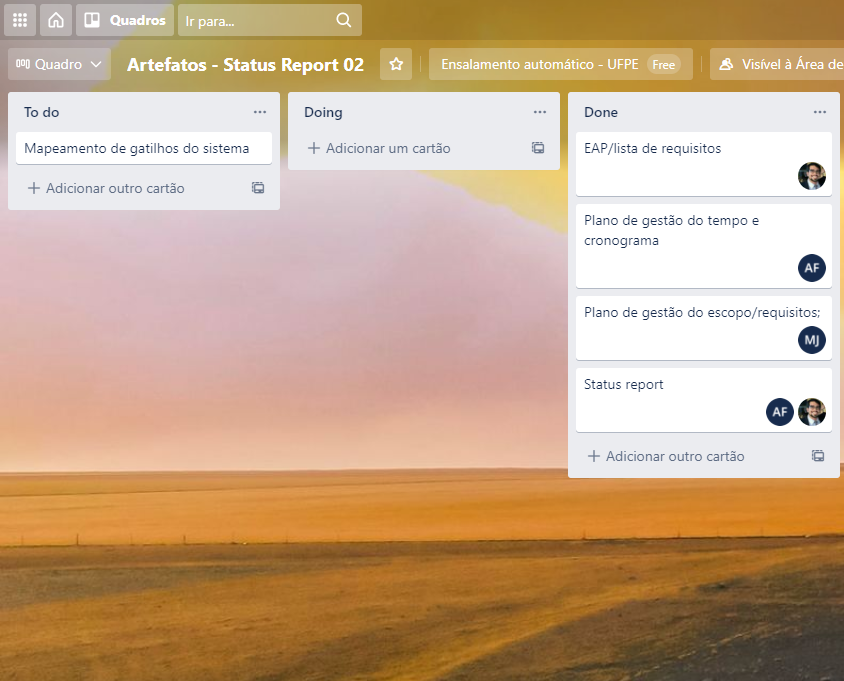 Quadros
Ir para...
Quadro
Artefatos - Status Report 02
Ensalamento automático - UFPE Free
Visível à Área de
To do
Mapeamento de gatilhos do sistema
Adicionar outro cartão
Doing
Adicionar um cartão
Done
EAP/lista de requisitos
Plano de gestão do tempo e
cronograma
AF
Plano de gestão do escopo/requisitos;
MJ
Status report
AF
Adicionar outro cartão